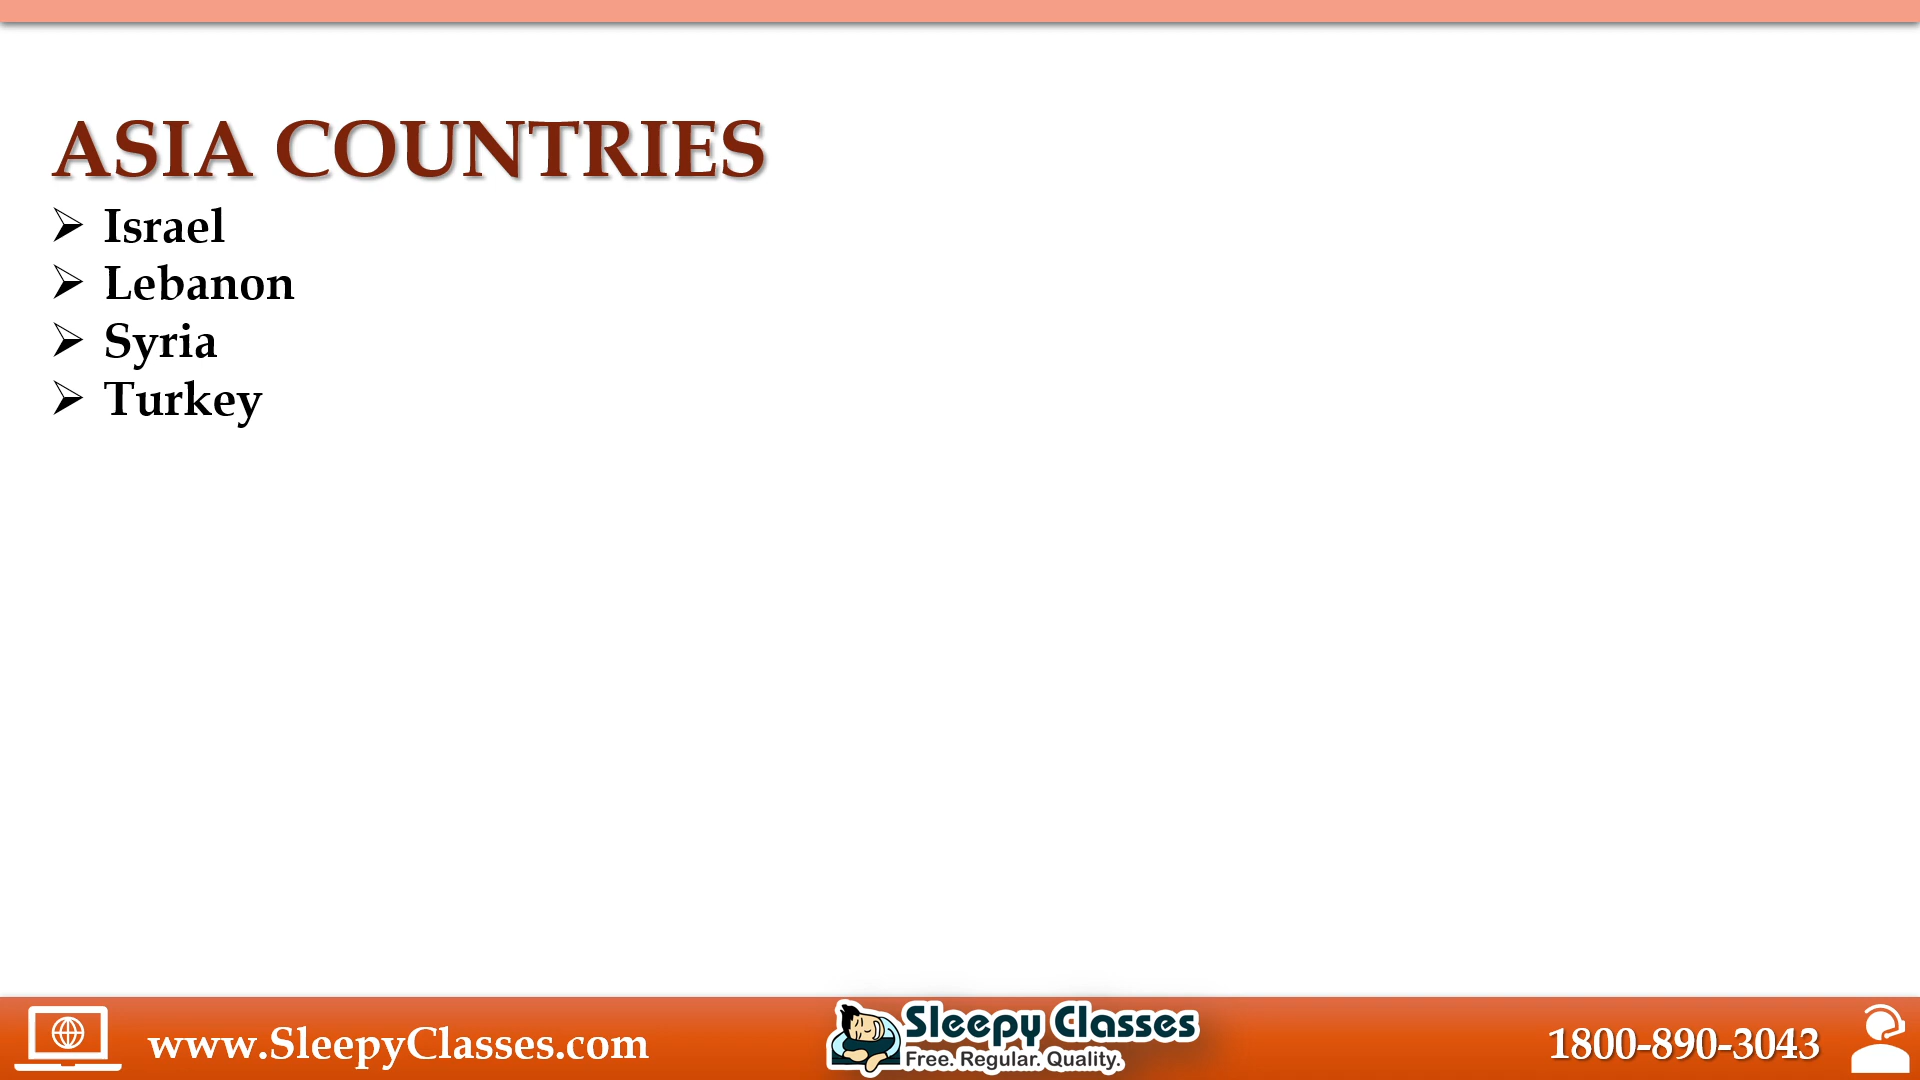 ASIA COUNTRIES
➢ Israel
➢ Lebanon
➢ Syria
➢ Turkey
www.SleepyClasses.com
Sleepy Classes
Free. Regular. Quality.
1800-890-3043